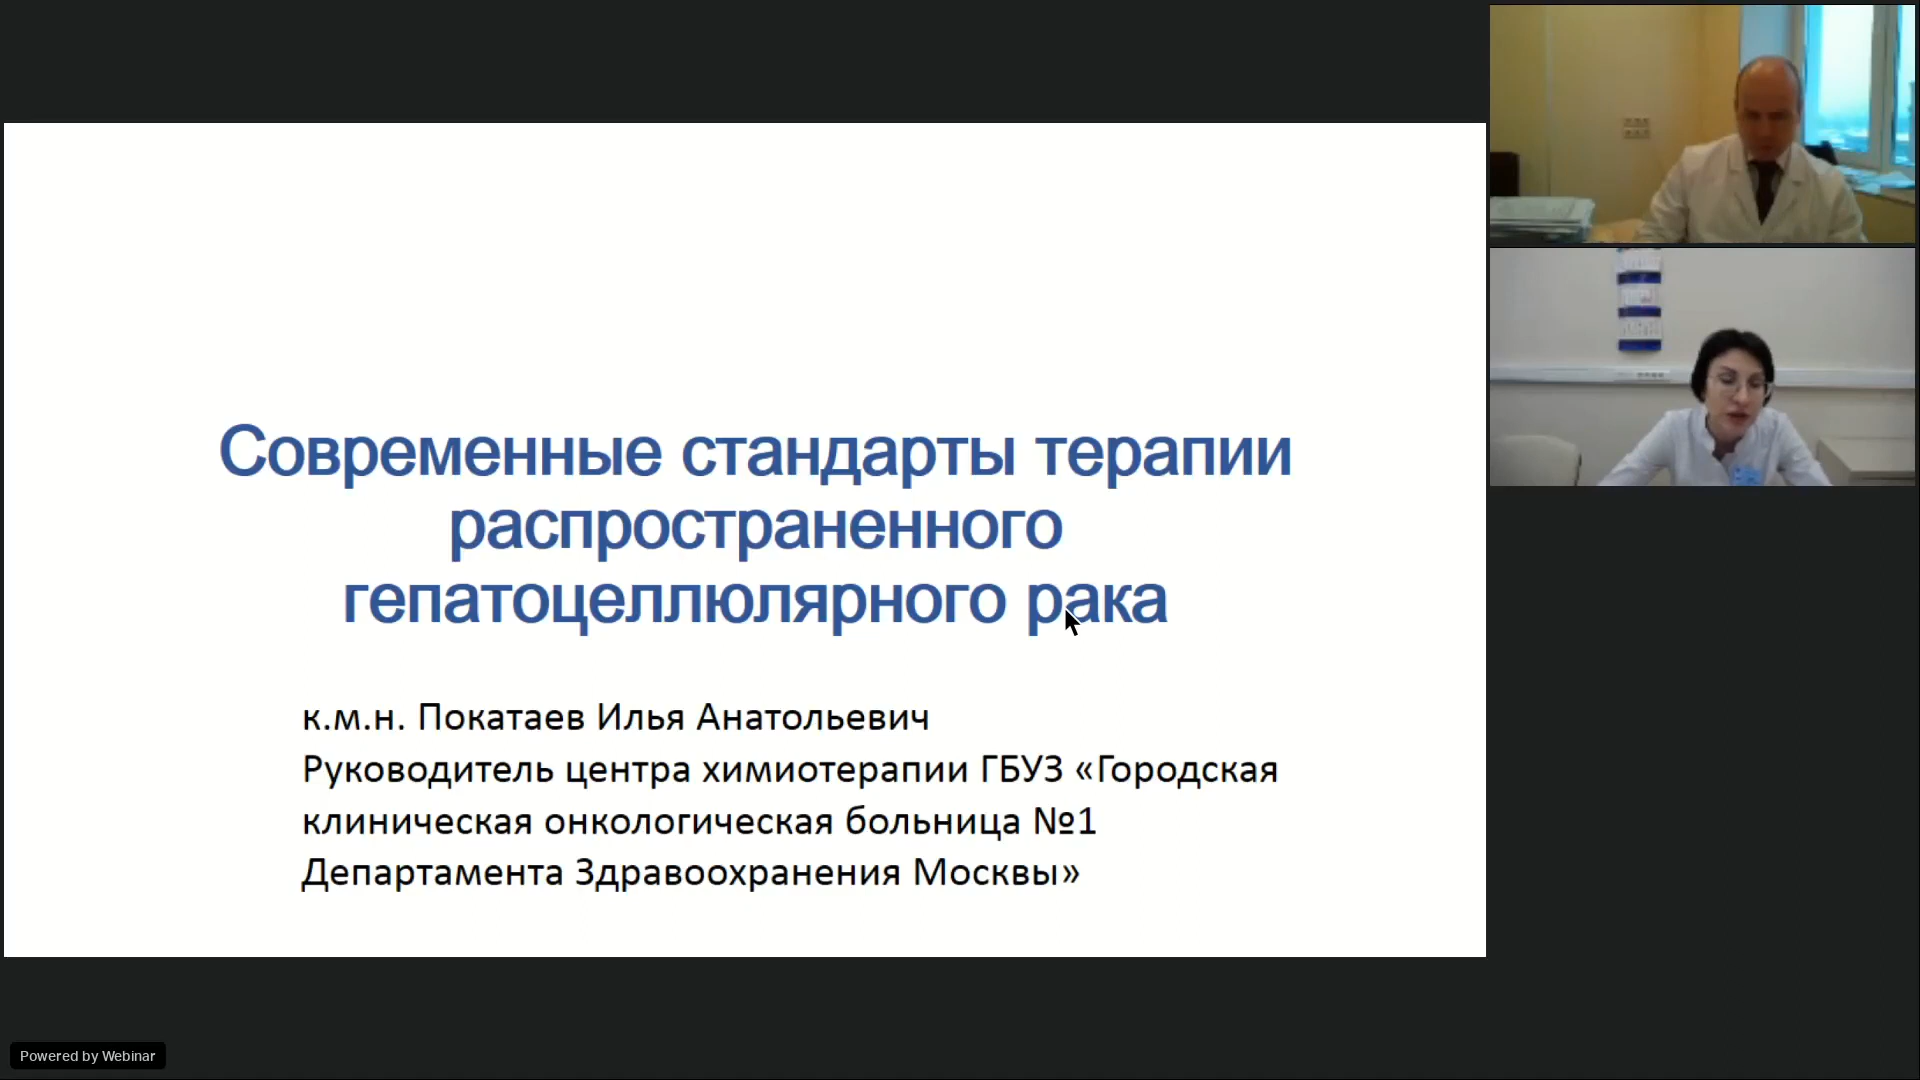 Современные стандарты терапии
распространенного
гепатоцеллюлярного рака
к.м.н. Покатаев Илья Анатольевич
Руководитель центра химиотерапии ГБУЗ «Городская
клиническая онкологическая больница №1
Департамента Здравоохранения Москвы»
Powered by Webinar